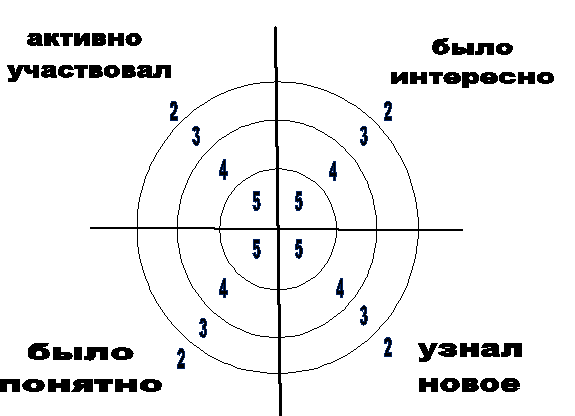 активно
участвовал
было
интересно
2 2
3 3
4 4
5 5
5 5
4 4
3 3
2 2
было
понятно
узнал
новое